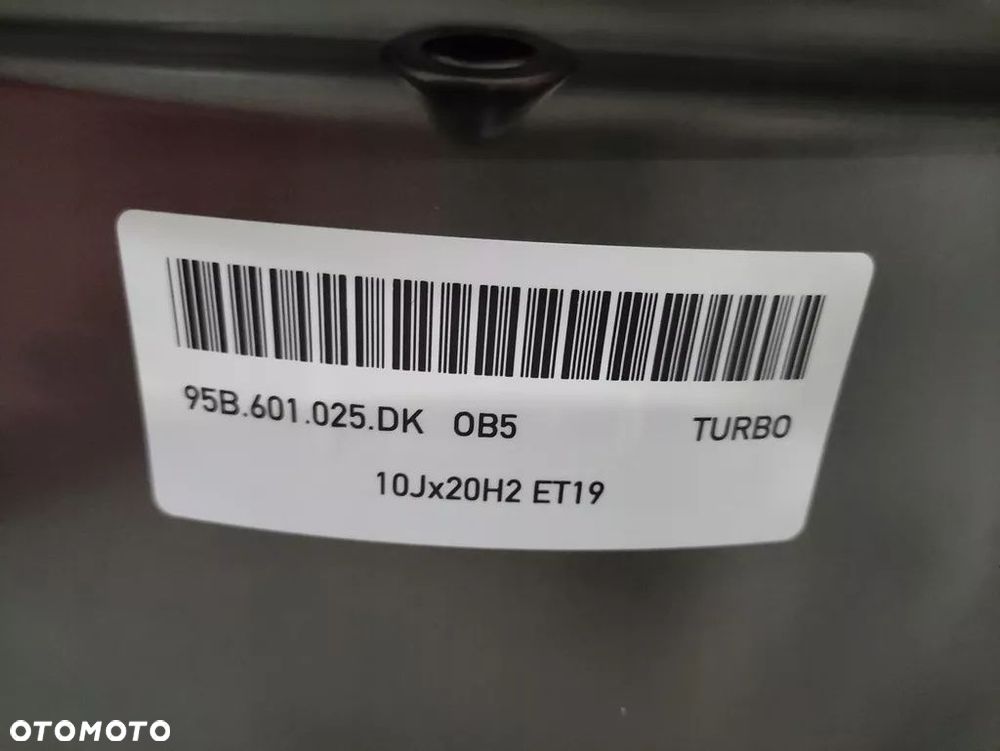 95B.601.025.DK OB5 TURBO
10Jx20H2 ET19
OTOMOTO